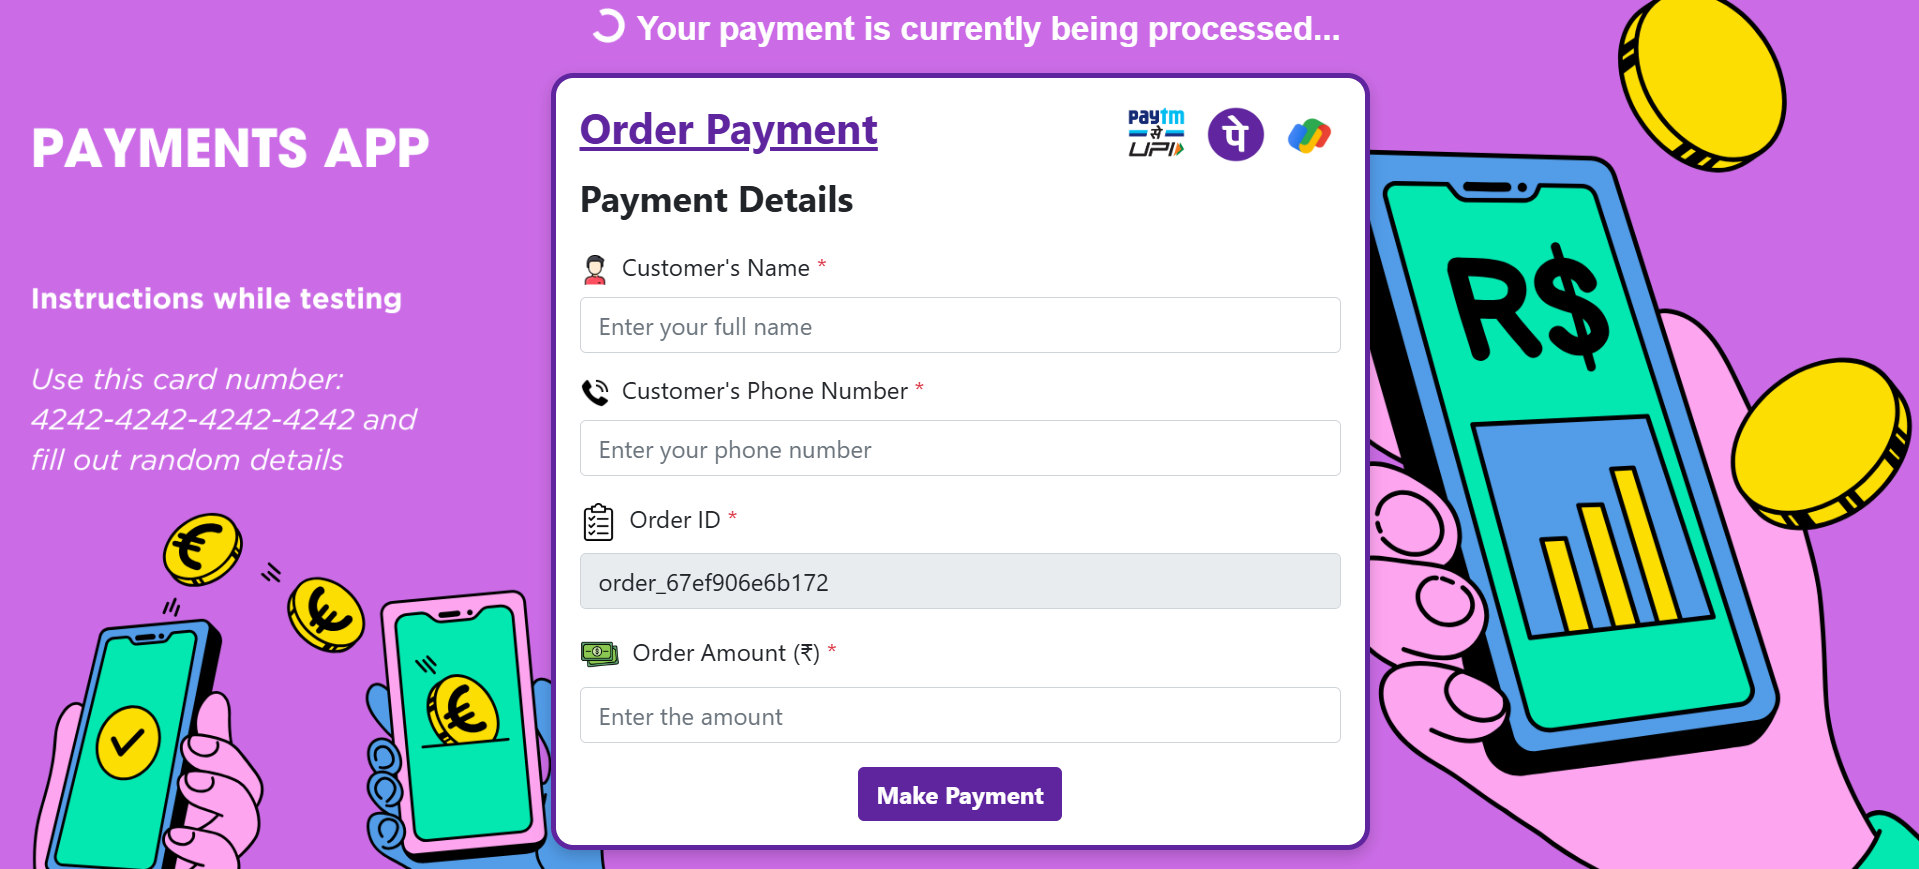 Your payment is currently being processed...
PAYMENTS APP
Instructions while testing
Use this card number:
4242-4242-4242-4242 and
fill out random details
Order Payment
paytm
से
UPI
पे
Payment Details
Customer's Name *
Enter your full name
Customer's Phone Number *
Enter your phone number
Order ID *
order_67ef906e6b172
Order Amount (₹) *
Enter the amount
Make Payment
R$
€
€
€